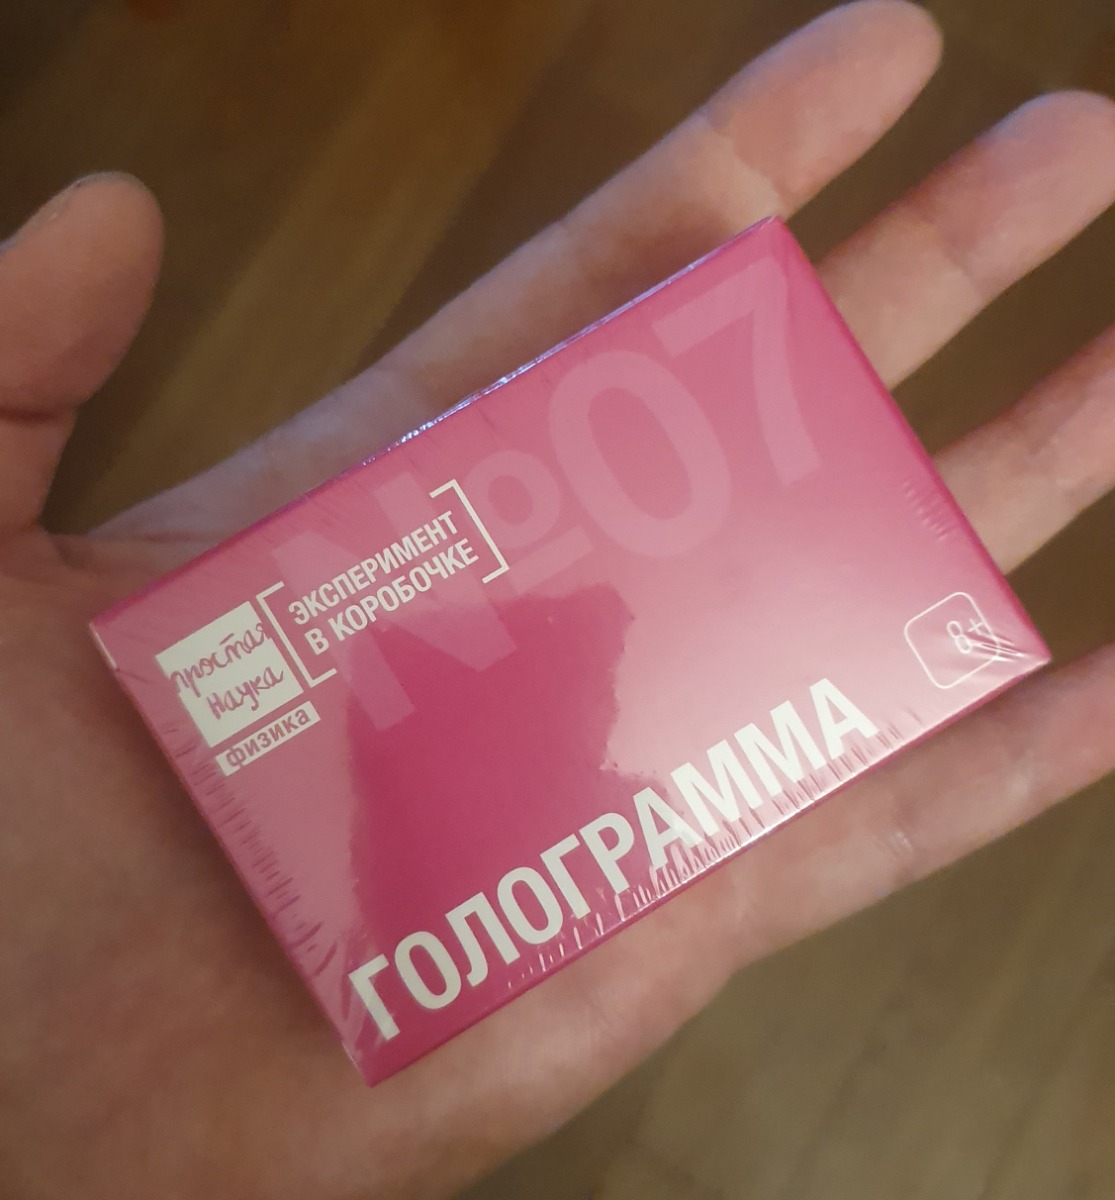 №07
ЭКСПЕРИМЕНТ
В КОРОБОЧКЕ
простая
наука
физика
8+
ГОЛОГРАММА